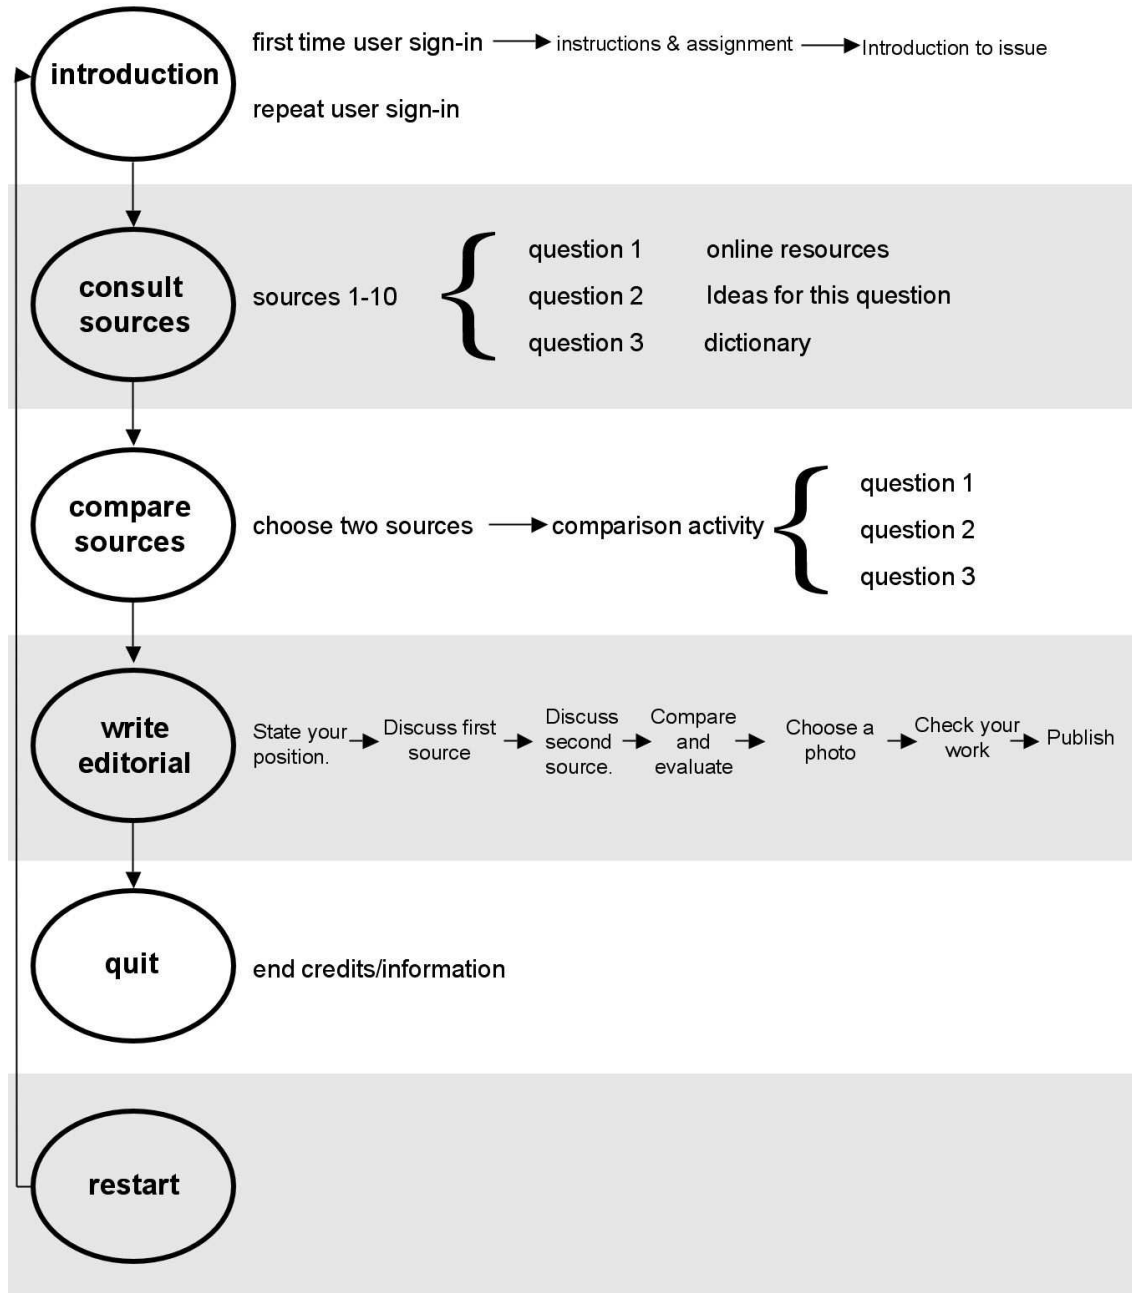 introduction
first time user sign-in
instructions & assignment
Introduction to issue
repeat user sign-in
consult
sources
sources 1-10
question 1
online resources
question 2
Ideas for this question
question 3
dictionary
compare
sources
choose two sources
comparison activity
question 1
question 2
question 3
write
editorial
State your
position.
Discuss first
source
Discuss
second
source.
Compare
and
evaluate
Choose a
photo
Check your
work
Publish
quit
end credits/information
restart